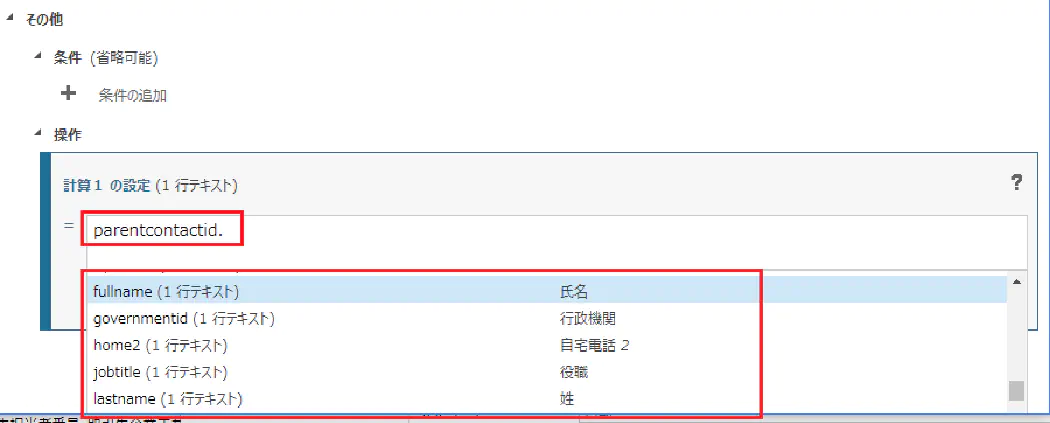 その他
条件 (省略可能)
条件の追加
操作
計算 1 の設定 (1 行テキスト)
?
= parentcontactid.
fullname (1 行テキスト) 氏名
governmentid (1 行テキスト) 行政機関
home2 (1 行テキスト) 自宅電話 2
jobtitle (1 行テキスト) 役職
lastname (1 行テキスト) 姓